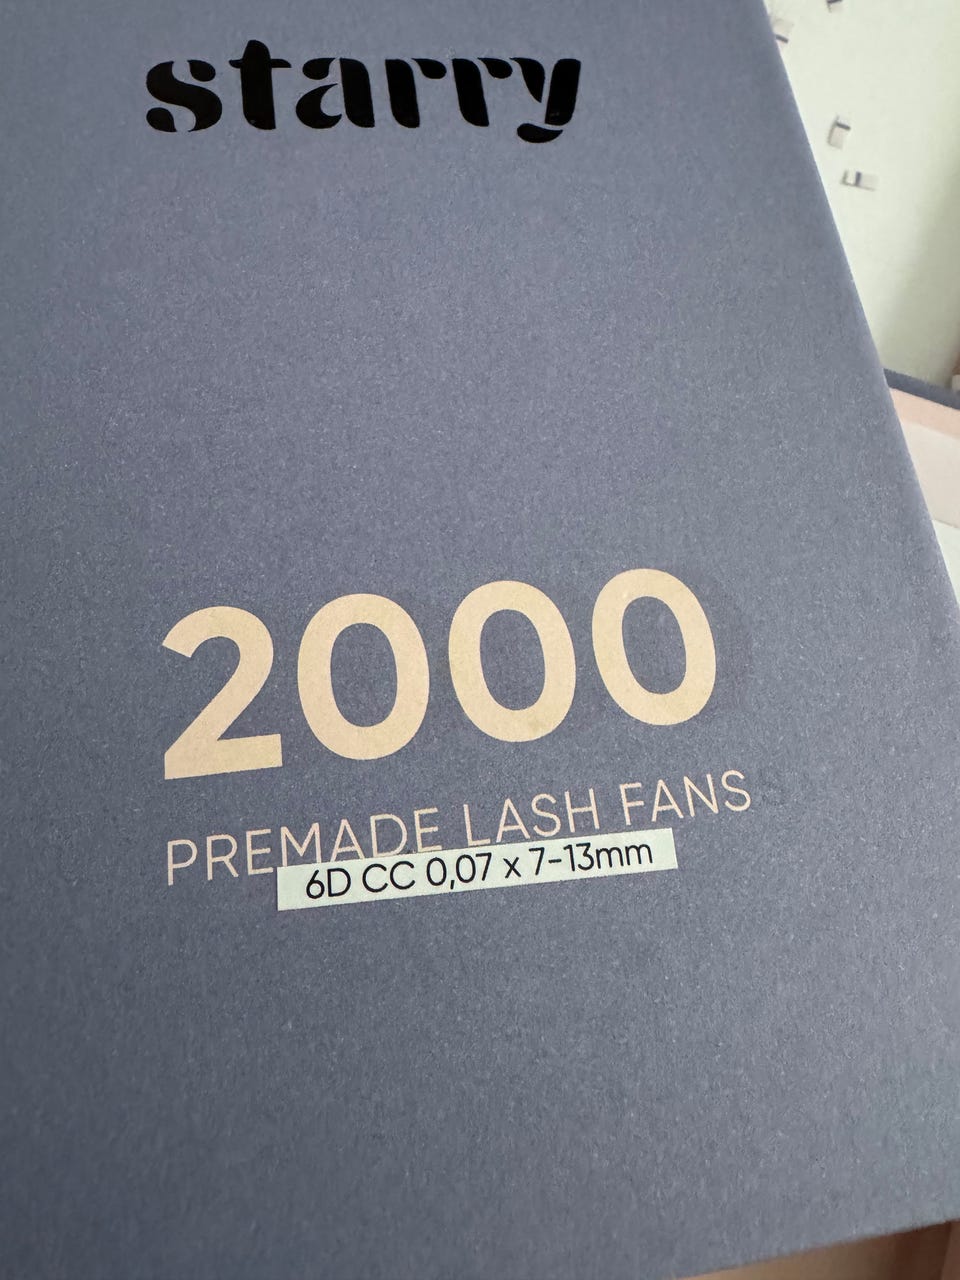 starry
2000
PREMADE LASH FANS
6D CC 0,07 x 7-13mm